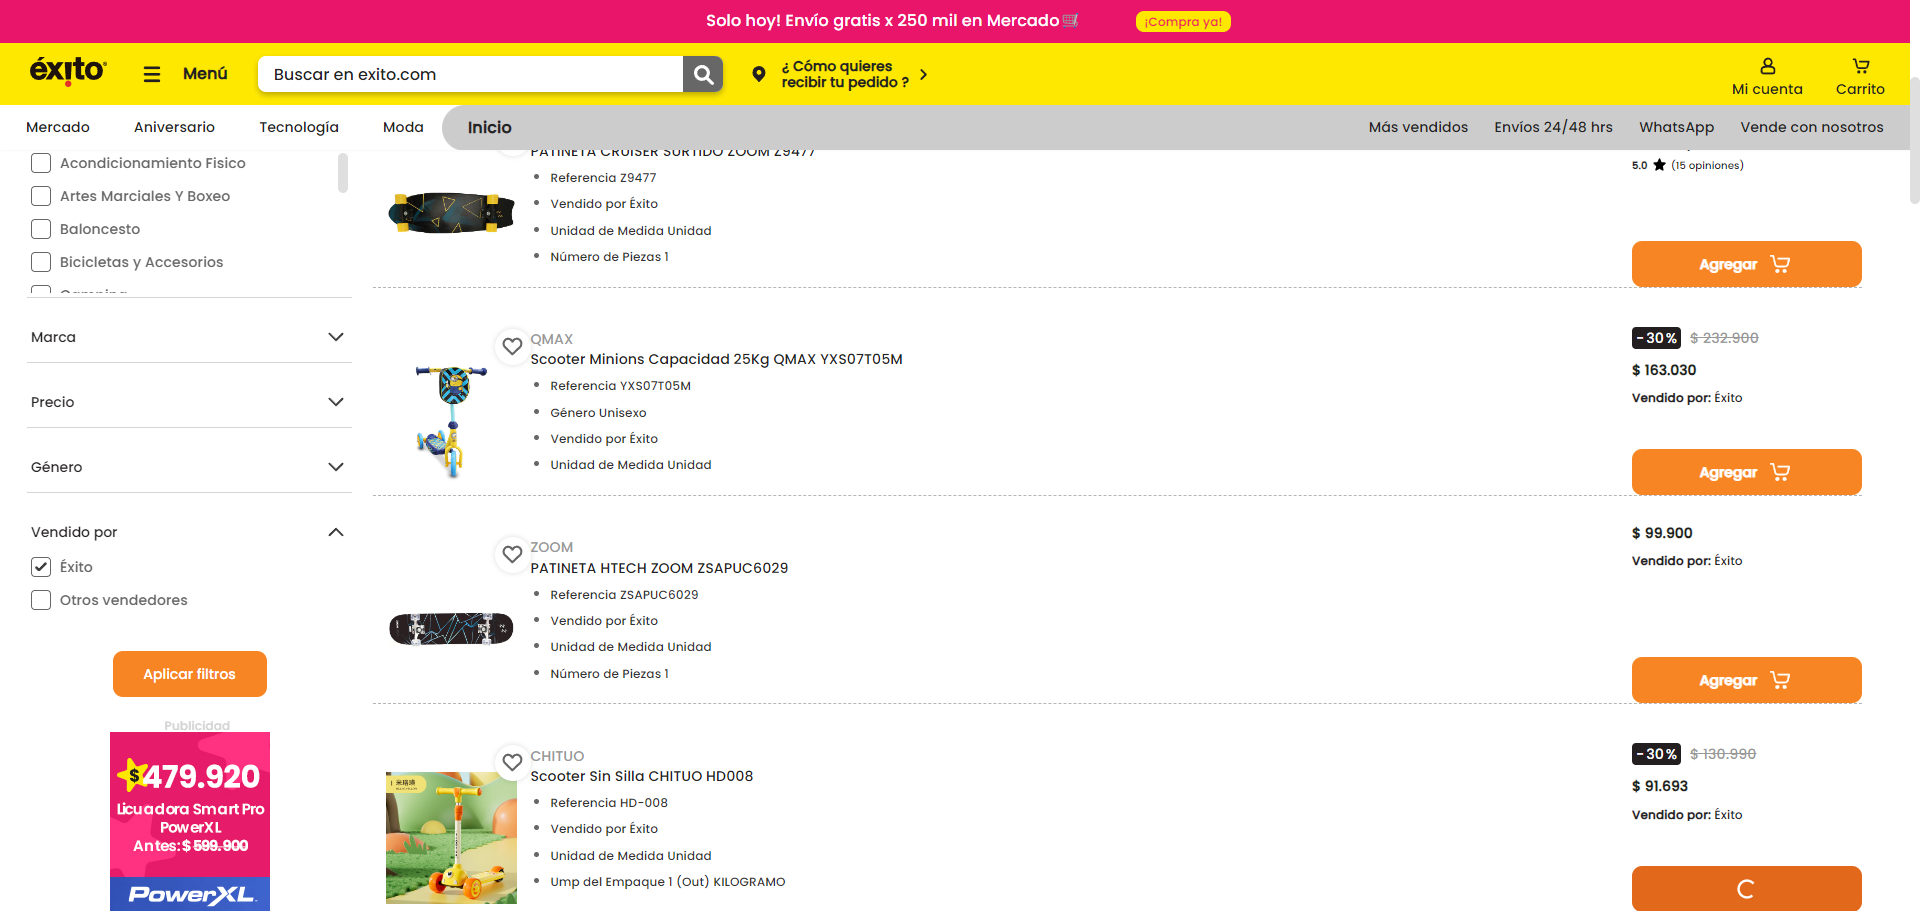 Solo hoy! Envío gratis x 250 mil en Mercado
¡Compra ya!
éxito
Menú
Buscar en exito.com
¿ Cómo quieres
recibir tu pedido ?
Mi cuenta
Carrito
Mercado
Aniversario
Tecnología
Moda
Inicio
Más vendidos
Envíos 24/48 hrs
WhatsApp
Vende con nosotros
Acondicionamiento Fisico
Artes Marciales Y Boxeo
Baloncesto
Bicicletas y Accesorios
Camping
Marca
Precio
Género
Vendido por
Éxito
Otros vendedores
Aplicar filtros
Publicidad
$479.920
Licuadora Smart Pro
PowerXL
Antes: $ 599.900
PowerXL
PATINETA CRUISER SURTIDO ZOOM Z9477
Referencia Z9477
Vendido por Éxito
Unidad de Medida Unidad
Número de Piezas 1
5.0 (15 opiniones)
Agregar
QMAX
Scooter Minions Capacidad 25Kg QMAX YXS07T05M
Referencia YXS07T05M
Género Unisexo
Vendido por Éxito
Unidad de Medida Unidad
-30% $ 232.900
$ 163.030
Vendido por: Éxito
Agregar
ZOOM
PATINETA HTECH ZOOM ZSAPUC6029
Referencia ZSAPUC6029
Vendido por Éxito
Unidad de Medida Unidad
Número de Piezas 1
$ 99.900
Vendido por: Éxito
Agregar
CHITUO
Scooter Sin Silla CHITUO HD008
Referencia HD-008
Vendido por Éxito
Unidad de Medida Unidad
Ump del Empaque 1 (Out) KILOGRAMO
-30% $ 130.990
$ 91.693
Vendido por: Éxito